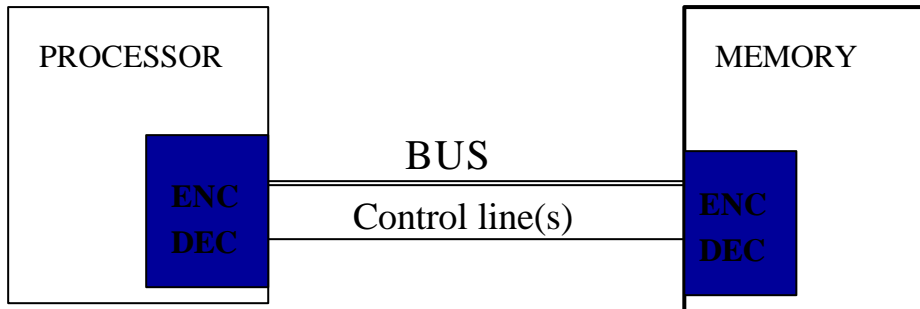 PROCESSOR
MEMORY
BUS
ENC
DEC
Control line(s)
ENC
DEC